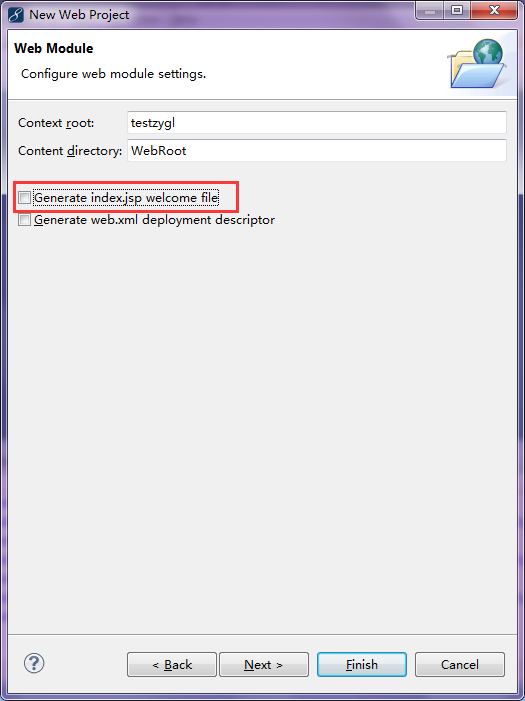 New Web Project
Web Module
Configure web module settings.
Context root: testzygl
Content directory: WebRoot
Generate index.jsp welcome file
Generate web.xml deployment descriptor
? < Back Next > Finish Cancel